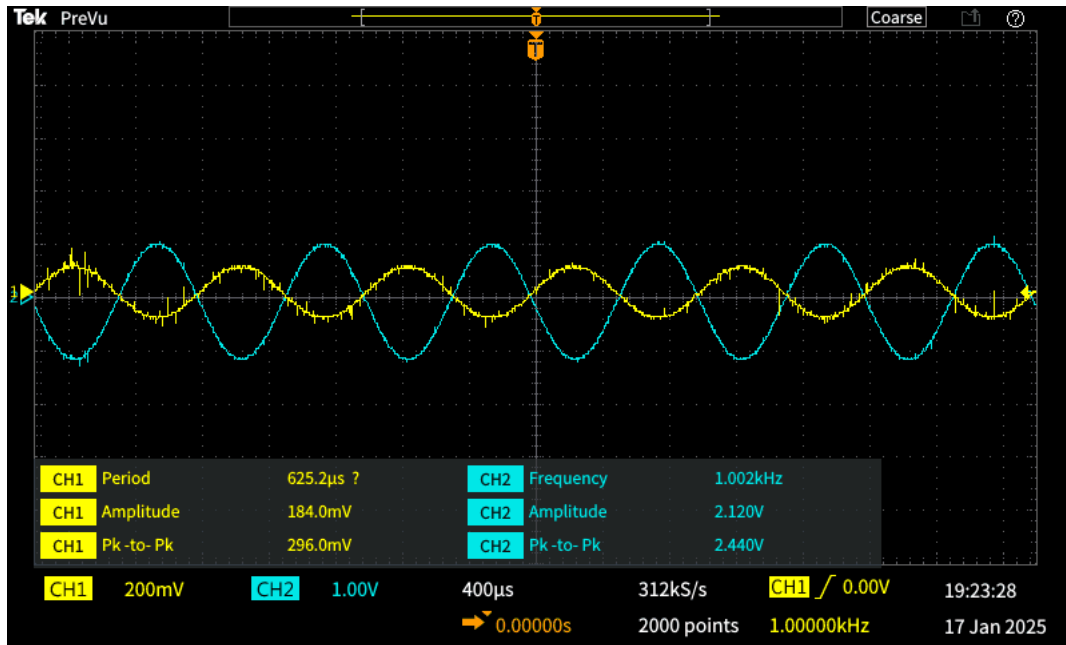 Tek PreVu T Coarse ?
T
1
2
CH1 Period 625.2µs ? CH2 Frequency 1.002kHz
CH1 Amplitude 184.0mV CH2 Amplitude 2.120V
CH1 Pk-to-Pk 296.0mV CH2 Pk-to-Pk 2.440V
CH1 200mV CH2 1.00V 400µs 312kS/s CH1 0.00V 19:23:28
0.00000s 2000 points 1.00000kHz 17 Jan 2025